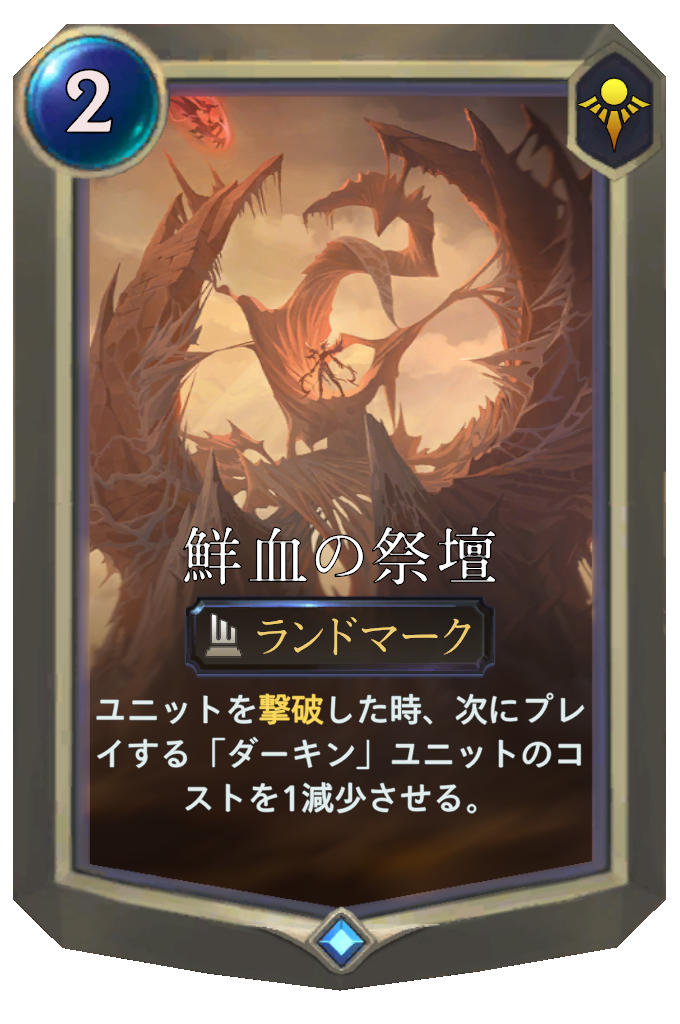 2
鮮血の祭壇
ランドマーク
ユニットを撃破した時、次にプレ
イする「ダーキン」ユニットのコ
ストを1減少させる。